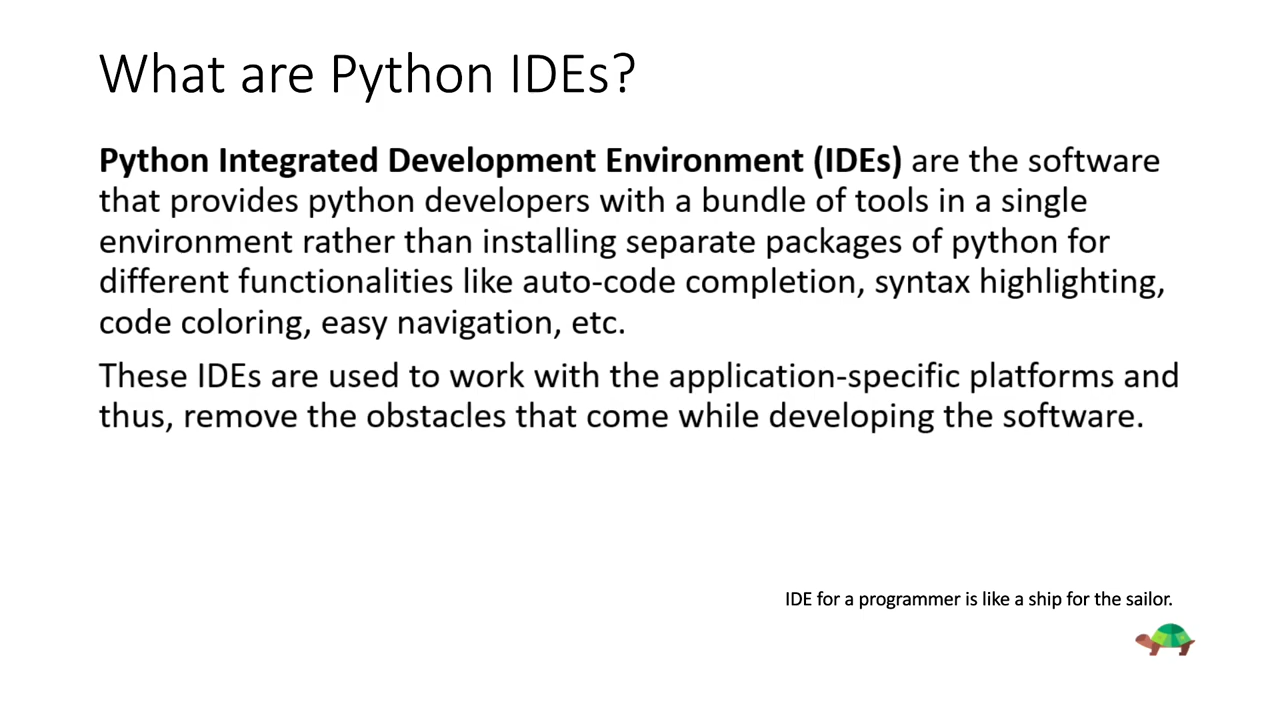 What are Python IDEs?
Python Integrated Development Environment (IDEs) are the software
that provides python developers with a bundle of tools in a single
environment rather than installing separate packages of python for
different functionalities like auto-code completion, syntax highlighting,
code coloring, easy navigation, etc.
These IDEs are used to work with the application-specific platforms and
thus, remove the obstacles that come while developing the software.
IDE for a programmer is like a ship for the sailor.